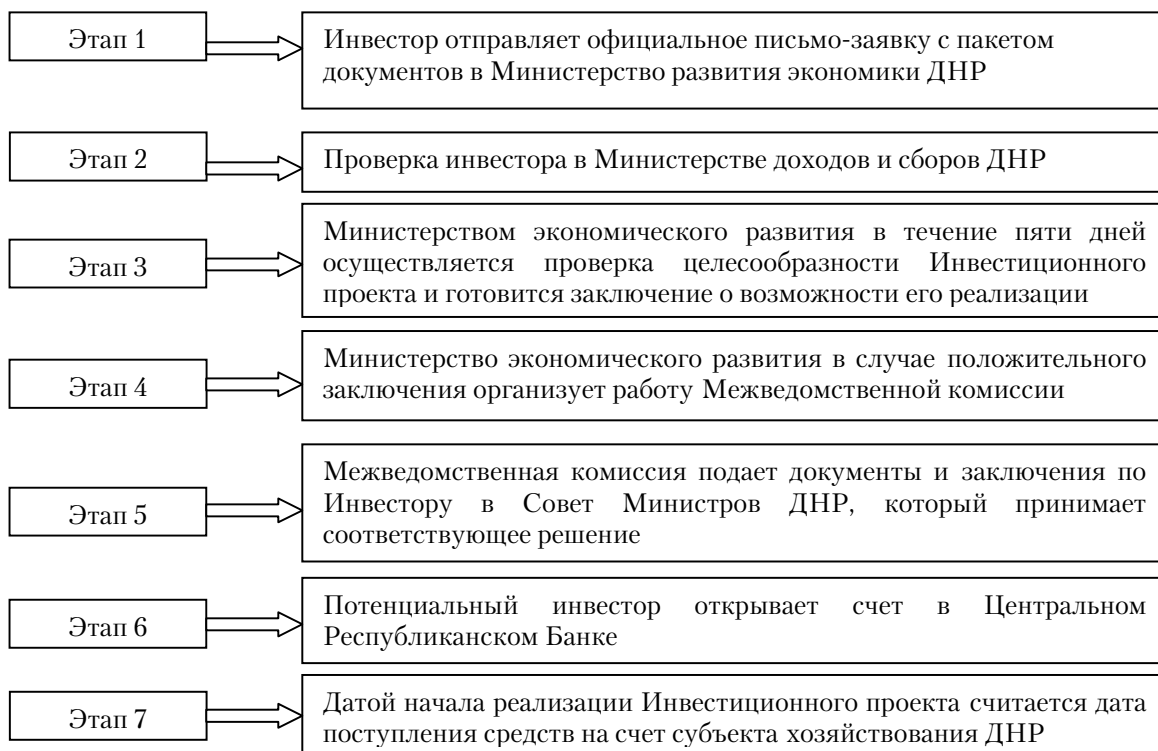 Этап 1
Инвестор отправляет официальное письмо-заявку с пакетом
документов в Министерство развития экономики ДНР
Этап 2
Проверка инвестора в Министерстве доходов и сборов ДНР
Этап 3
Министерством экономического развития в течение пяти дней
осуществляется проверка целесообразности Инвестиционного
проекта и готовится заключение о возможности его реализации
Этап 4
Министерство экономического развития в случае положительного
заключения организует работу Межведомственной комиссии
Этап 5
Межведомственная комиссия подает документы и заключения по
Инвестору в Совет Министров ДНР, который принимает
соответствующее решение
Этап 6
Потенциальный инвестор открывает счет в Центральном
Республиканском Банке
Этап 7
Датой начала реализации Инвестиционного проекта считается дата
поступления средств на счет субъекта хозяйствования ДНР